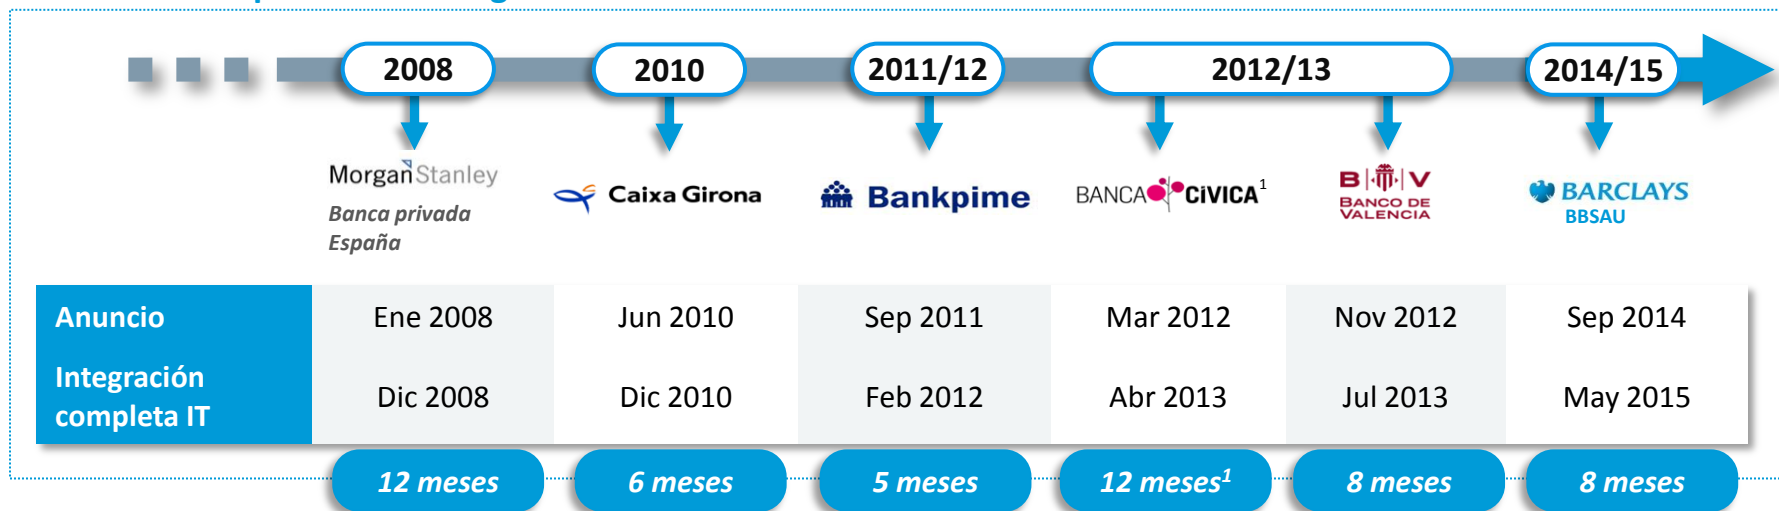 2008
2010
2011/12
2012/13
2014/15
Morgan Stanley
Banca privada
España
Caixa Girona
Bankpime
BANCA CÍVICA1
B V
BANCO DE
VALENCIA
BARCLAYS
BBSAU
Anuncio
Ene 2008
Jun 2010
Sep 2011
Mar 2012
Nov 2012
Sep 2014
Integración
completa IT
Dic 2008
Dic 2010
Feb 2012
Abr 2013
Jul 2013
May 2015
12 meses
6 meses
5 meses
12 meses1
8 meses
8 meses